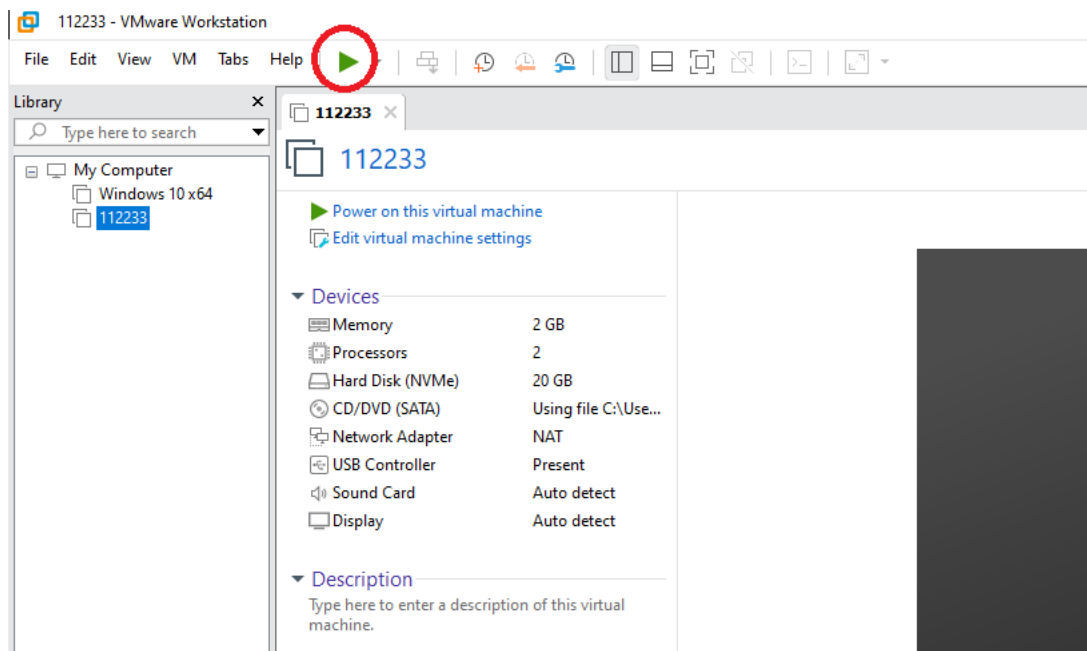 112233 - VMware Workstation
File Edit View VM Tabs Help
Library
Type here to search
My Computer
Windows 10 x64
112233
112233
112233
Power on this virtual machine
Edit virtual machine settings
Devices
Memory 2 GB
Processors 2
Hard Disk (NVMe) 20 GB
CD/DVD (SATA) Using file C:\Use...
Network Adapter NAT
USB Controller Present
Sound Card Auto detect
Display Auto detect
Description
Type here to enter a description of this virtual
machine.